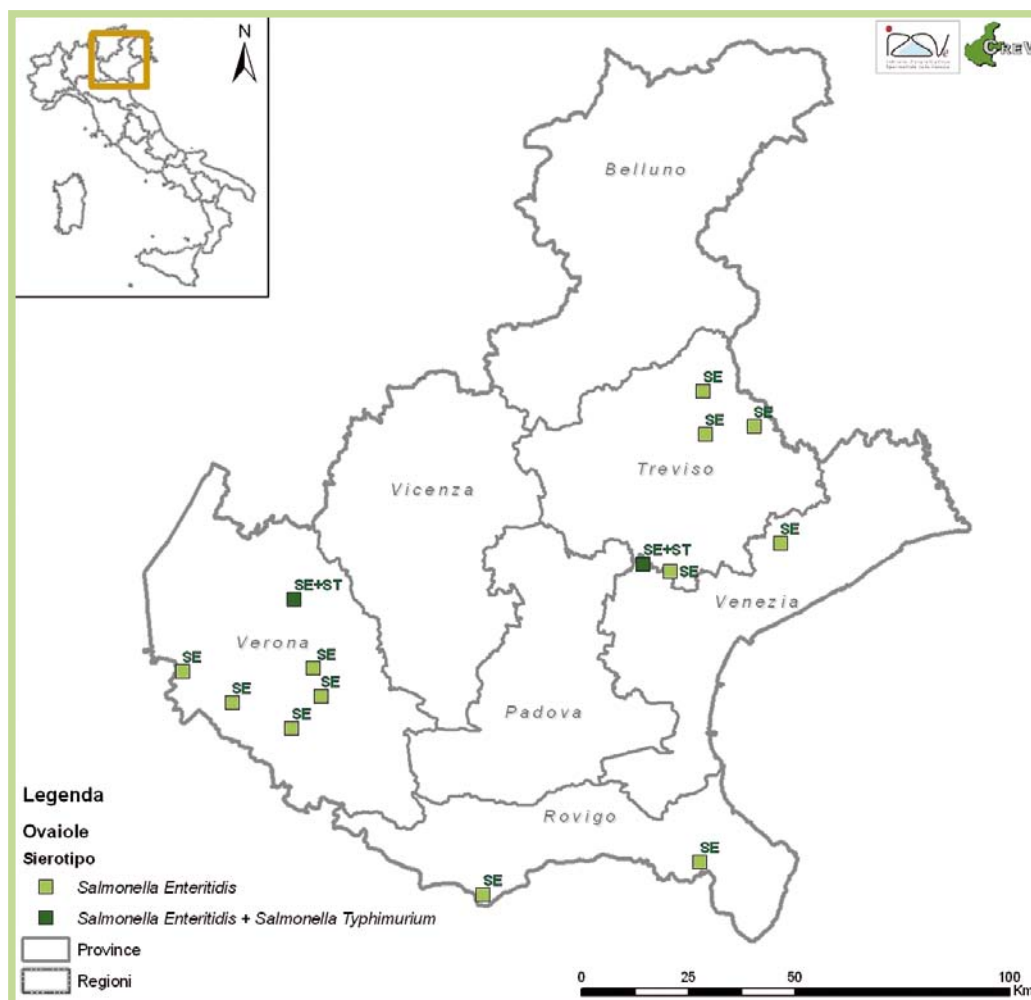 N
CREV
Belluno
SE
SE
SE
Treviso
Vicenza
SE
SE+ST
SE
Venezia
SE+ST
Verona
SE
SE
SE
SE
SE
Padova
Legenda
Ovaiole
Rovigo
Sierotipo
SE
Salmonella Enteritidis
SE
Salmonella Enteritidis + Salmonella Typhimurium
Province
Regioni
0 25 50 100
Km